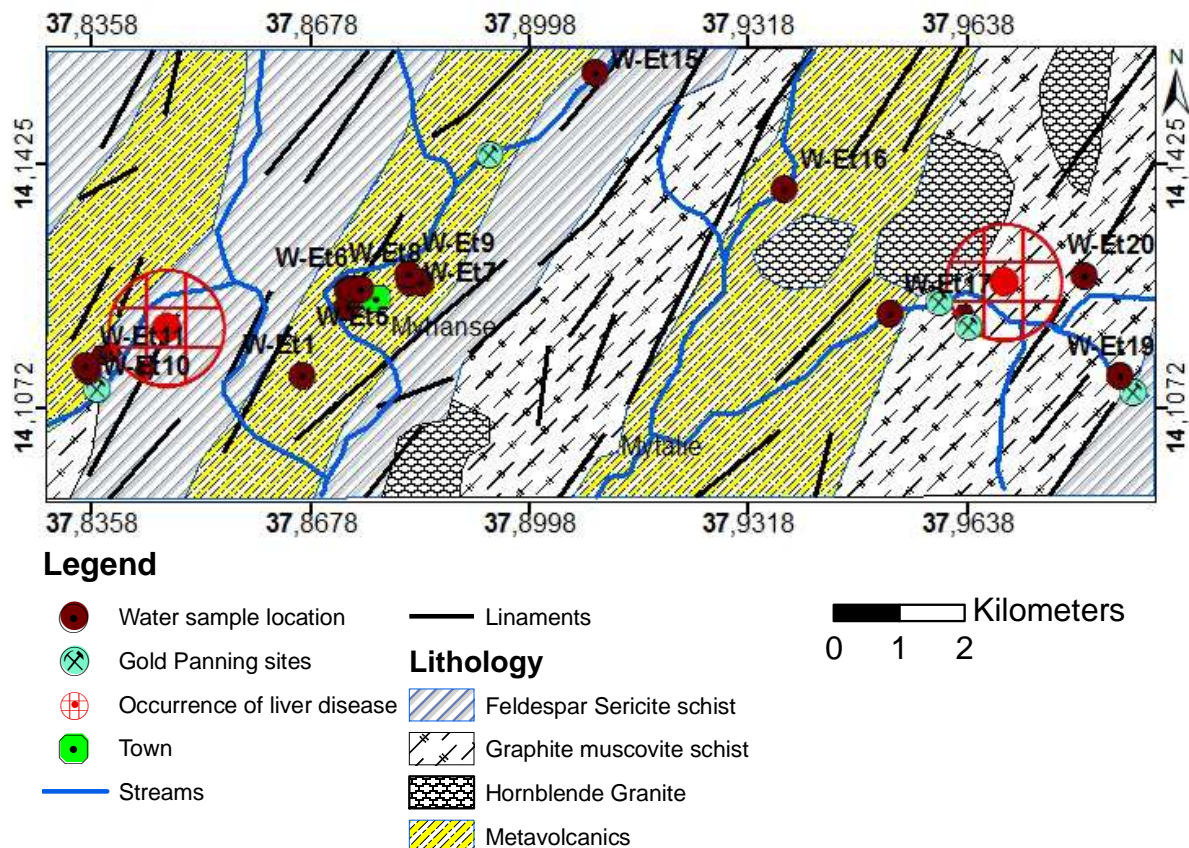 37,8358 37,8678 37,8998 37,9318 37,9638
N
W-Et15
14,1425
14,1425
W-Et16
W-Et9
W-Et6 W-Et8
W-Et20
W-Et7
W-Et17
W-Et5
Myhanse
W-Et11
W-Et1
W-Et19
W-Et10
14,1072
14,1072
Mytalie
37,8358 37,8678 37,8998 37,9318 37,9638
Legend
Water sample location
Linaments
Kilometers
0 1 2
Gold Panning sites
Lithology
Occurrence of liver disease
Feldespar Sericite schist
Town
Graphite muscovite schist
Streams
Hornblende Granite
Metavolcanics